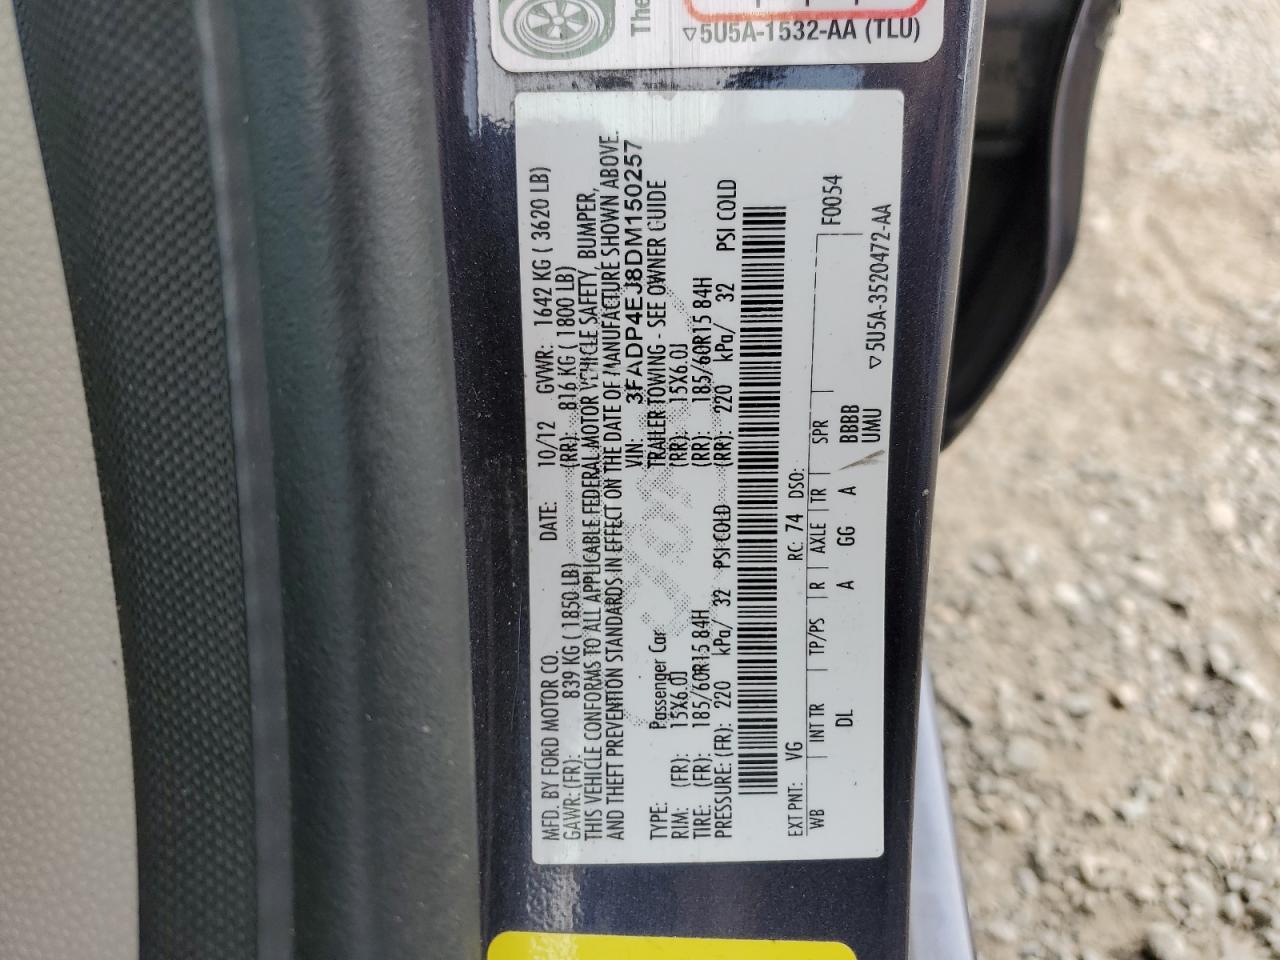 The
▽5U5A-1532-AA (TLU)
MFD. BY FORD MOTOR CO. DATE: 10/12 GVWR: 1642 KG ( 3620 LB)
GAWR: (FR): 839 KG ( 1850 LB) (RR): 816 KG ( 1800 LB)
THIS VEHICLE CONFORMS TO ALL APPLICABLE FEDERAL MOTOR VEHICLE SAFETY, BUMPER,
AND THEFT PREVENTION STANDARDS IN EFFECT ON THE DATE OF MANUFACTURE SHOWN ABOVE.
VIN: 3FADP4EJ8DM150257
TYPE: Passenger Car TRAILER TOWING - SEE OWNER GUIDE
RIM: (FR): 15X6.0J (RR): 15X6.0J
TIRE: (FR): 185/60R15 84H (RR): 185/60R15 84H
PRESSURE: (FR): 220 kPa/ 32 PSI COLD (RR): 220 kPa/ 32 PSI COLD
EXT PNT: VG RC: 74 DSO:
WB INT TR TP/PS R AXLE TR SPR F0054
DL A GG A BBBB
UMU
▽5U5A-3520472-AA